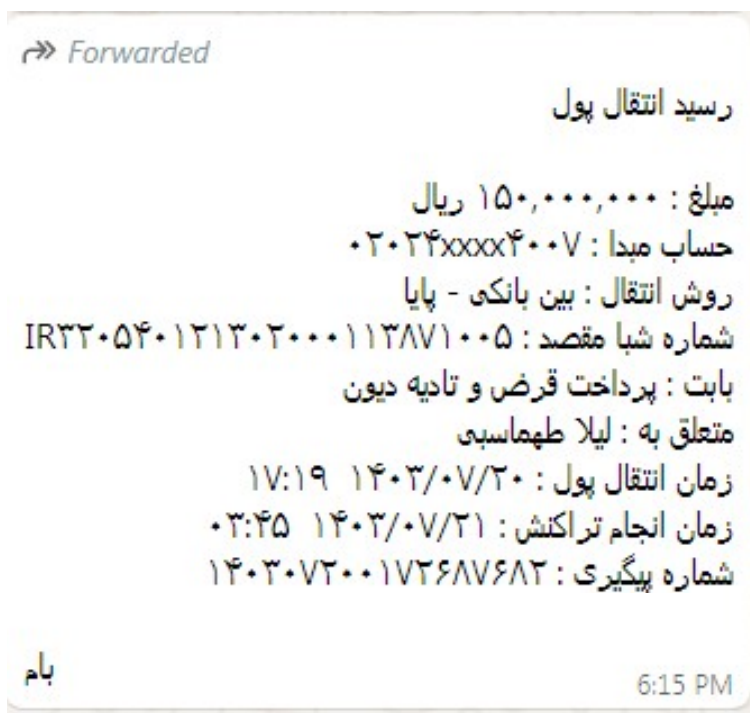 Forwarded
رسید انتقال پول
مبلغ : ۱۵۰,۰۰۰,۰۰۰ ریال
حساب مبدا : ۰۲۰۲۴xxxx۴۰۰۷
روش انتقال : بین بانکی - پایا
شماره شبا مقصد : IR۳۲۰۵۴۰۱۲۱۳۰۲۰۰۰۱۱۳۸۷۱۰۰۵
بابت : پرداخت قرض و تادیه دیون
متعلق به : لیلا طهماسبی
زمان انتقال پول : ۱۴۰۳/۰۷/۲۰ ۱۷:۱۹
زمان انجام تراکنش : ۱۴۰۳/۰۷/۲۱ ۰۳:۴۵
شماره پیگیری : ۱۴۰۳۰۷۲۰۰۱۷۲۶۸۷۶۸۲
بام
6:15 PM